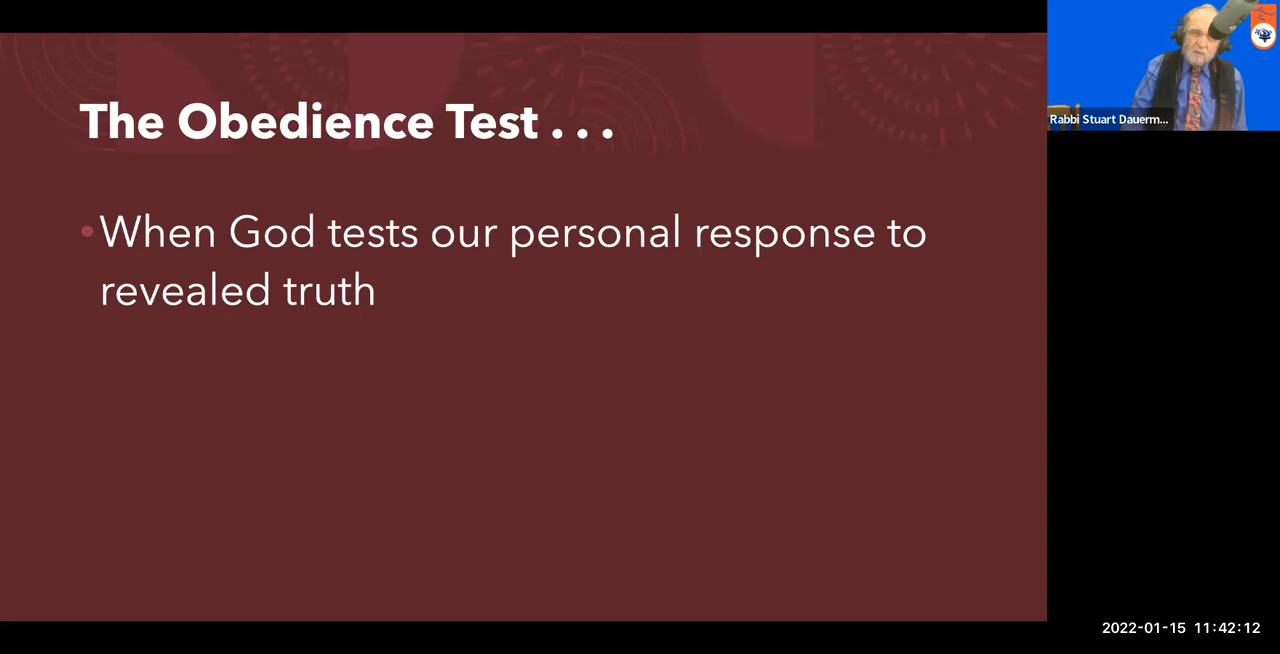 The Obedience Test . . .
•When God tests our personal response to
revealed truth
Rabbi Stuart Dauerm...
2022-01-15 11:42:12